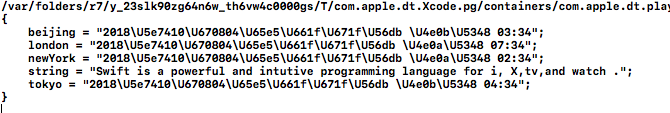 /var/folders/r7/y_23slk90zg64n6w_th6vw4c0000gs/T/com.apple.dt.Xcode.pg/containers/com.apple.dt.play
{
    beijing = "2018\U5e7410\U670804\U65e5\U661f\U671f\U56db \U4e0b\U5348 03:34";
    london = "2018\U5e7410\U670804\U65e5\U661f\U671f\U56db \U4e0a\U5348 07:34";
    newYork = "2018\U5e7410\U670804\U65e5\U661f\U671f\U56db \U4e0a\U5348 02:34";
    string = "Swift is a powerful and intutive programming language for i, X,tv,and watch .";
    tokyo = "2018\U5e7410\U670804\U65e5\U661f\U671f\U56db \U4e0b\U5348 04:34";
}